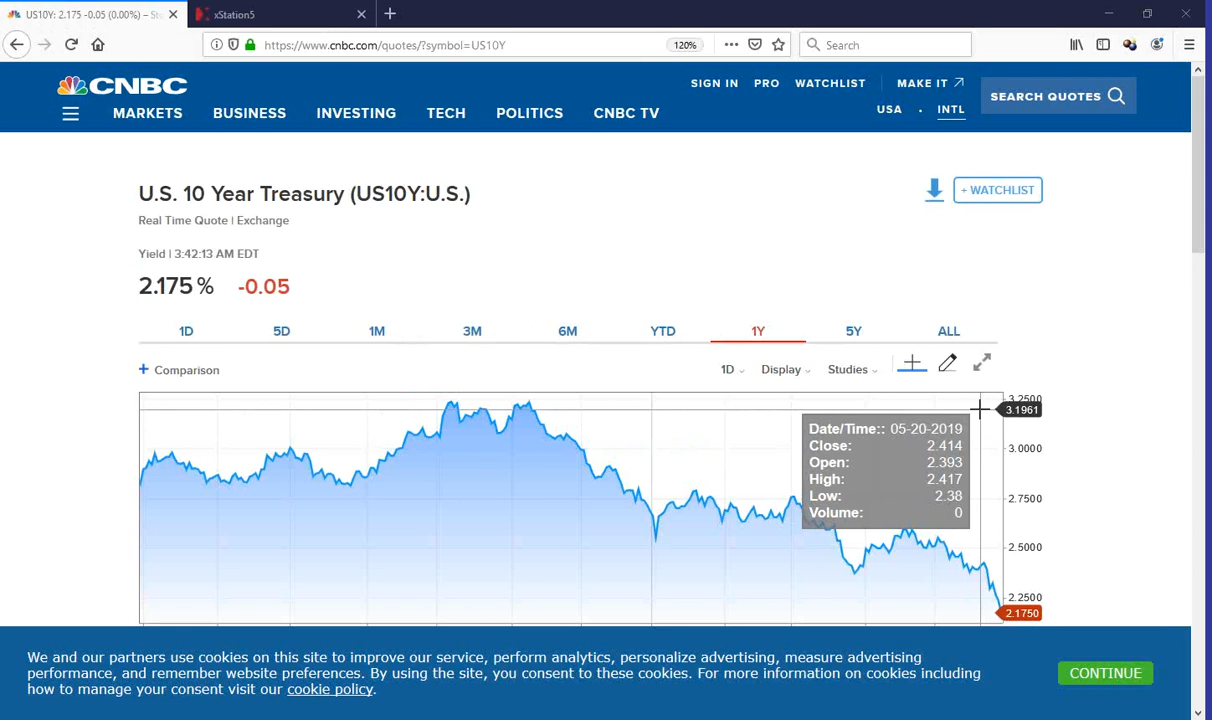 US10Y: 2.175 -0.05 (0.00%) – St
xStation5
https://www.cnbc.com/quotes/?symbol=US10Y
120%
Search
CNBC
SIGN IN PRO WATCHLIST MAKE IT
SEARCH QUOTES
USA · INTL
MARKETS BUSINESS INVESTING TECH POLITICS CNBC TV
U.S. 10 Year Treasury (US10Y:U.S.)
+ WATCHLIST
Real Time Quote | Exchange
Yield | 3:42:13 AM EDT
2.175 % -0.05
1D 5D 1M 3M 6M YTD 1Y 5Y ALL
+ Comparison 1D Display Studies
3.2500
3.1961
Date/Time:: 05-20-2019
Close: 2.414
3.0000
Open: 2.393
High: 2.417
Low: 2.38
2.7500
Volume: 0
2.5000
2.2500
2.1750
We and our partners use cookies on this site to improve our service, perform analytics, personalize advertising, measure advertising
performance, and remember website preferences. By using the site, you consent to these cookies. For more information on cookies including
how to manage your consent visit our cookie policy.
CONTINUE